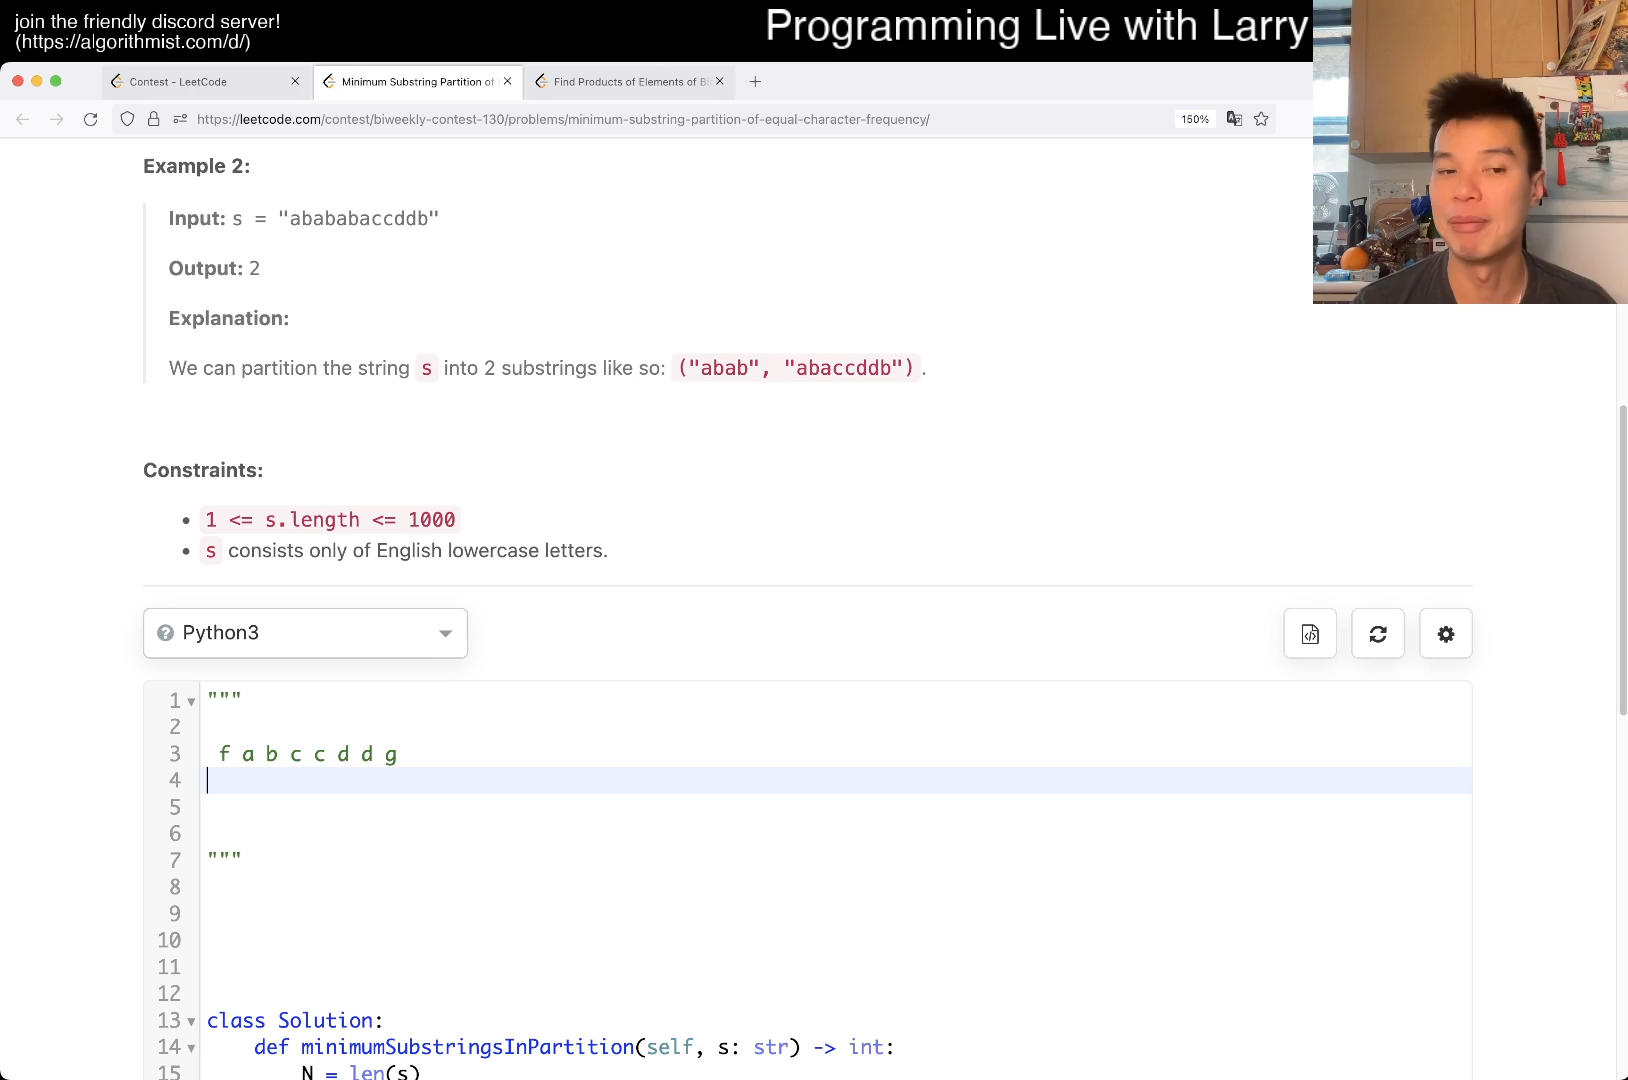 join the friendly discord server!
(https://algorithmist.com/d/)
Programming Live with Larry
Contest - LeetCode
Minimum Substring Partition of
Find Products of Elements of Bi
https://leetcode.com/contest/biweekly-contest-130/problems/minimum-substring-partition-of-equal-character-frequency/
150%
Example 2:
Input: s = "abababaccddb"
Output: 2
Explanation:
We can partition the string s into 2 substrings like so: ("abab", "abaccddb").
Constraints:
1 <= s.length <= 1000
s consists only of English lowercase letters.
Python3
1 """
2
3 f a b c c d d g
4
5
6
7 """
8
9
10
11
12
13 class Solution:
14 def minimumSubstringsInPartition(self, s: str) -> int:
15 N = len(s)